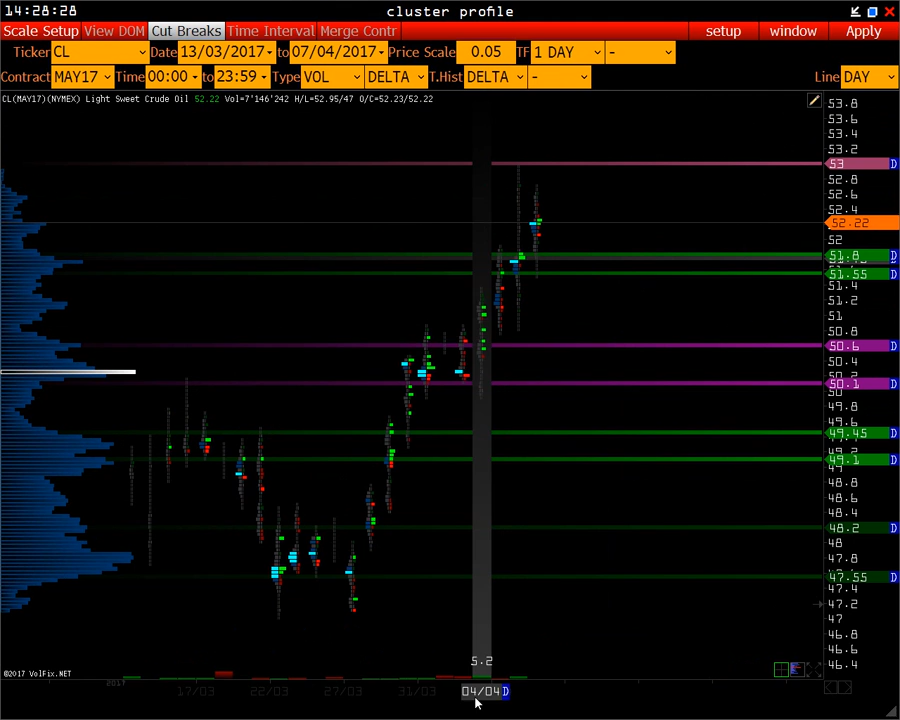 14:28:28 cluster profile
Scale Setup View DOM Cut Breaks Time Interval Merge Contr setup window Apply
Ticker CL Date 13/03/2017 to 07/04/2017 Price Scale 0.05 TF 1 DAY -
Contract MAY17 Time 00:00 to 23:59 Type VOL DELTA T.Hist DELTA - Line DAY
CL(MAY17)(NYMEX) Light Sweet Crude Oil 52.22 Vol=7'146'242 H/L=52.95/47 O/C=52.23/52.22
53.8
53.6
53.4
53.2
53 D
52.8
52.6
52.4
52.22
52
51.8 D
51.55 D
51.4
51.2
51
50.8
50.6 D
50.4
50.1 D
50
49.8
49.6
49.45 D
49.1 D
49
48.8
48.6
48.4
48.2 D
48
47.8
47.55 D
47.4
47.2
47
46.8
46.6
46.4
5.2
©2017 VolFix.NET
2017 17/03 22/03 27/03 31/03 04/04 D